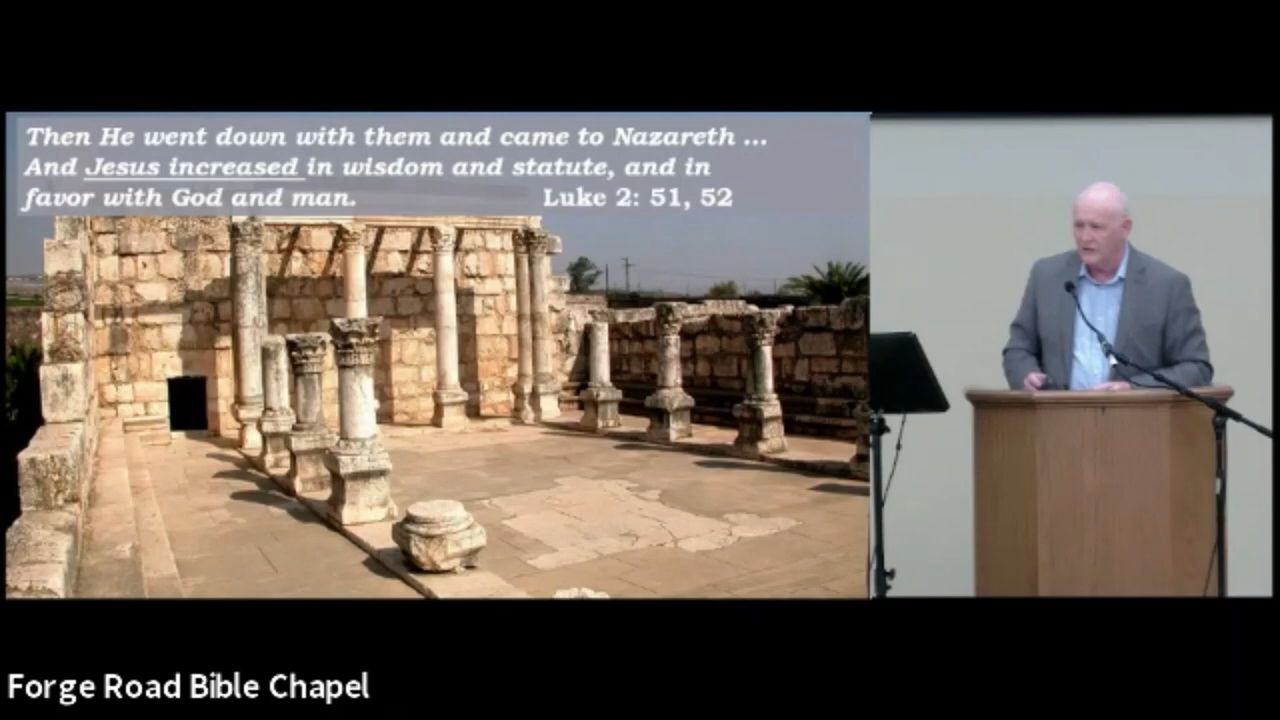 Then He went down with them and came to Nazareth ...
And Jesus increased in wisdom and statute, and in
favor with God and man. Luke 2: 51, 52
Forge Road Bible Chapel